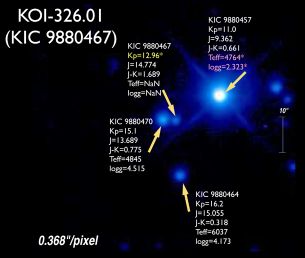 KOI-326.01
(KIC 9880467)
KIC 9880457
Kp=11.0
J=9.362
J-K=0.661
Teff=4764*
logg=2.323*
KIC 9880467
Kp=12.96*
J=14.774
J-K=1.689
Teff=NaN
logg=NaN
10"
KIC 9880470
Kp=15.1
J=13.689
J-K=0.775
Teff=4845
logg=4.515
KIC 9880464
Kp=16.2
J=15.055
J-K=0.318
Teff=6037
logg=4.173
0.368"/pixel